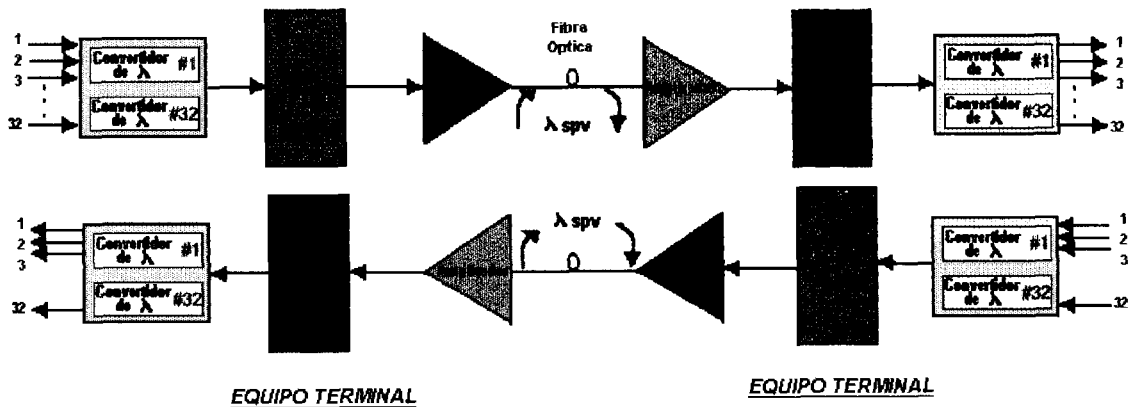 Fibra
Optica
1
2
3
32
Convertidor
de λ #1
Convertidor
de λ #32
λ spv
Convertidor
de λ #1
Convertidor
de λ #32
1
2
3
32
1
2
3
32
Convertidor
de λ #1
Convertidor
de λ #32
λ spv
Convertidor
de λ #1
Convertidor
de λ #32
1
2
3
32
EQUIPO TERMINAL
EQUIPO TERMINAL